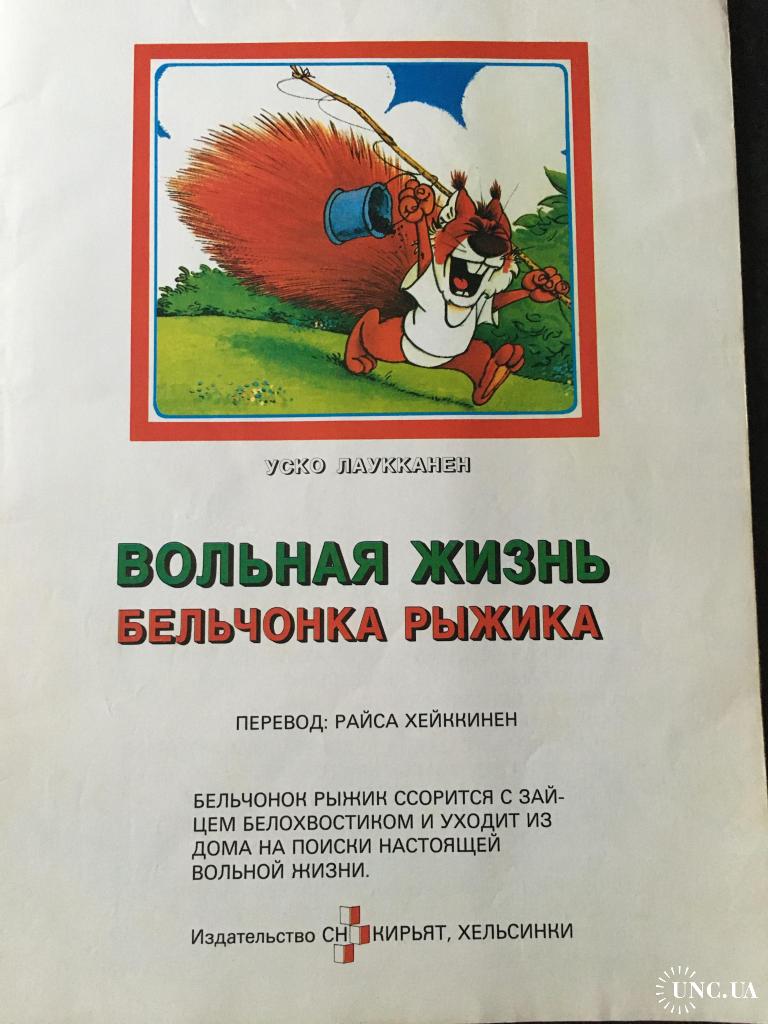 УСКО ЛАУККАНЕН
ВОЛЬНАЯ ЖИЗНЬ
БЕЛЬЧОНКА РЫЖИКА
ПЕРЕВОД: РАЙСА ХЕЙККИНЕН
БЕЛЬЧОНОК РЫЖИК ССОРИТСЯ С ЗАЙ-
ЦЕМ БЕЛОХВОСТИКОМ И УХОДИТ ИЗ
ДОМА НА ПОИСКИ НАСТОЯЩЕЙ
ВОЛЬНОЙ ЖИЗНИ.
Издательство СН КИРЬЯТ, ХЕЛЬСИНКИ
UNC.UA